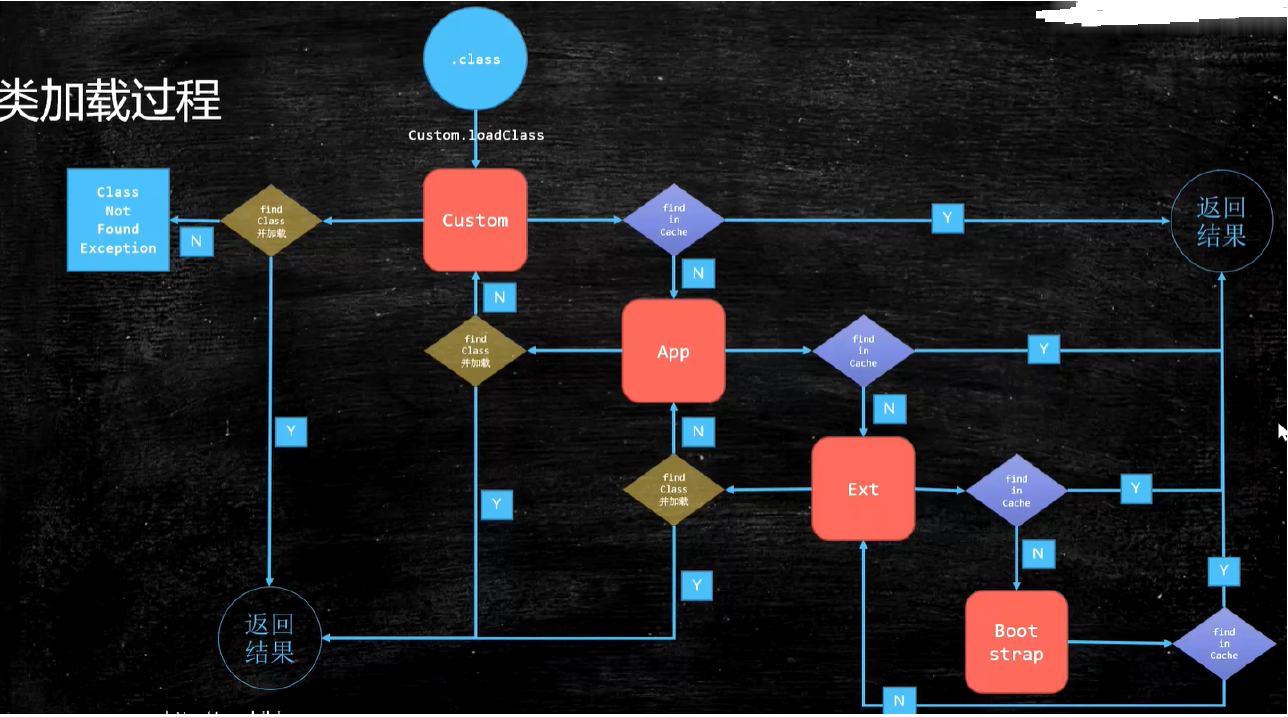 .class
类加载过程
Custom.loadClass
Class
Not
Found
Exception
N
find
Class
并加载
Custom
find
in
Cache
Y
返回
结果
N
N
find
Class
并加载
App
find
in
Cache
Y
N
Y
N
find
Class
并加载
Ext
find
in
Cache
Y
Y
N
Y
Y
返回
结果
Boot
strap
find
in
Cache
N